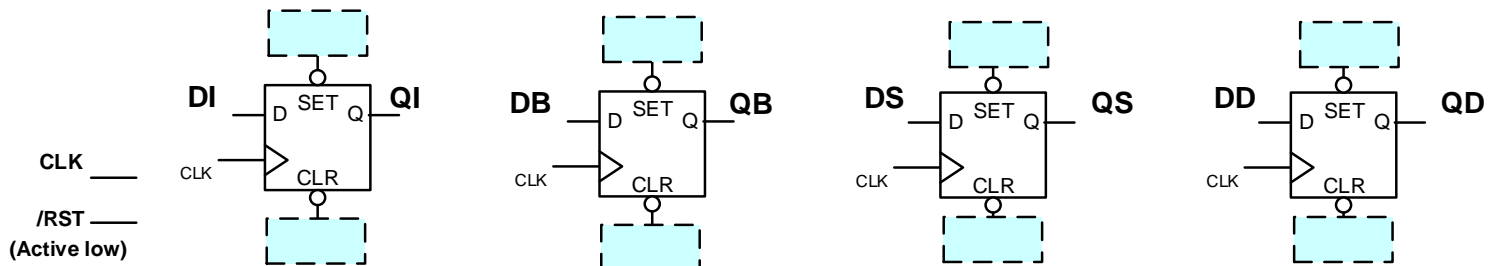 SET
DI
QI
D
Q
CLK
CLR
SET
DB
QB
D
Q
CLK
CLR
SET
DS
QS
D
Q
CLK
CLR
SET
DD
QD
D
Q
CLK
CLR
CLK
/RST
(Active low)